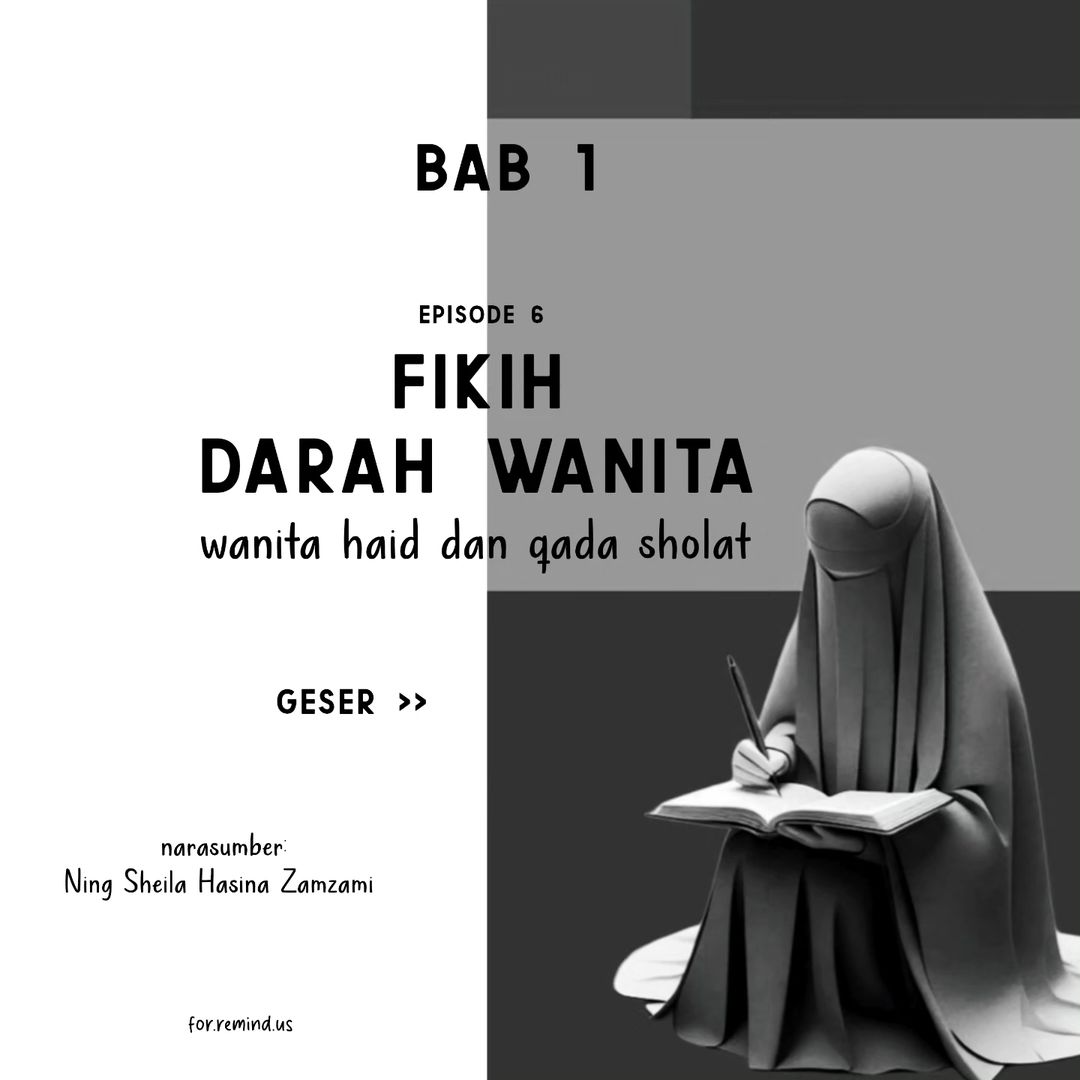 BAB 1
EPISODE 6
FIKIH
DARAH WANITA
wanita haid dan qada sholat
GESER >>
narasumber:
Ning Sheila Hasina Zamzami
for.remind.us